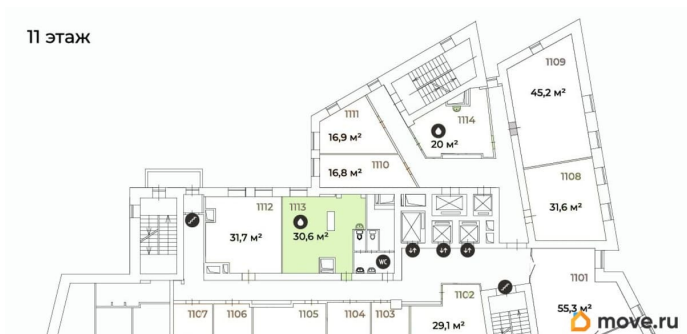 11 этаж
1109
45,2 м²
1111
16,9 м²
1114
20 м²
1110
16,8 м²
1108
31,6 м²
1112
31,7 м²
1113
30,6 м²
WC
1101
55,3 м²
1107
1106
1105
1104
1103
1102
29,1 м²
move.ru